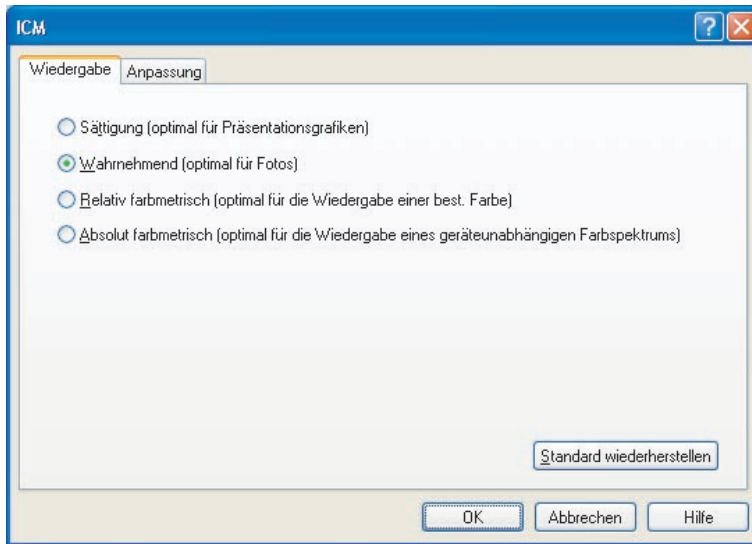 ICM
Wiedergabe Anpassung
Sättigung (optimal für Präsentationsgrafiken)
Wahrnehmend (optimal für Fotos)
Relativ farbmetrisch (optimal für die Wiedergabe einer best. Farbe)
Absolut farbmetrisch (optimal für die Wiedergabe eines geräteunabhängigen Farbspektrums)
Standard wiederherstellen
OK Abbrechen Hilfe